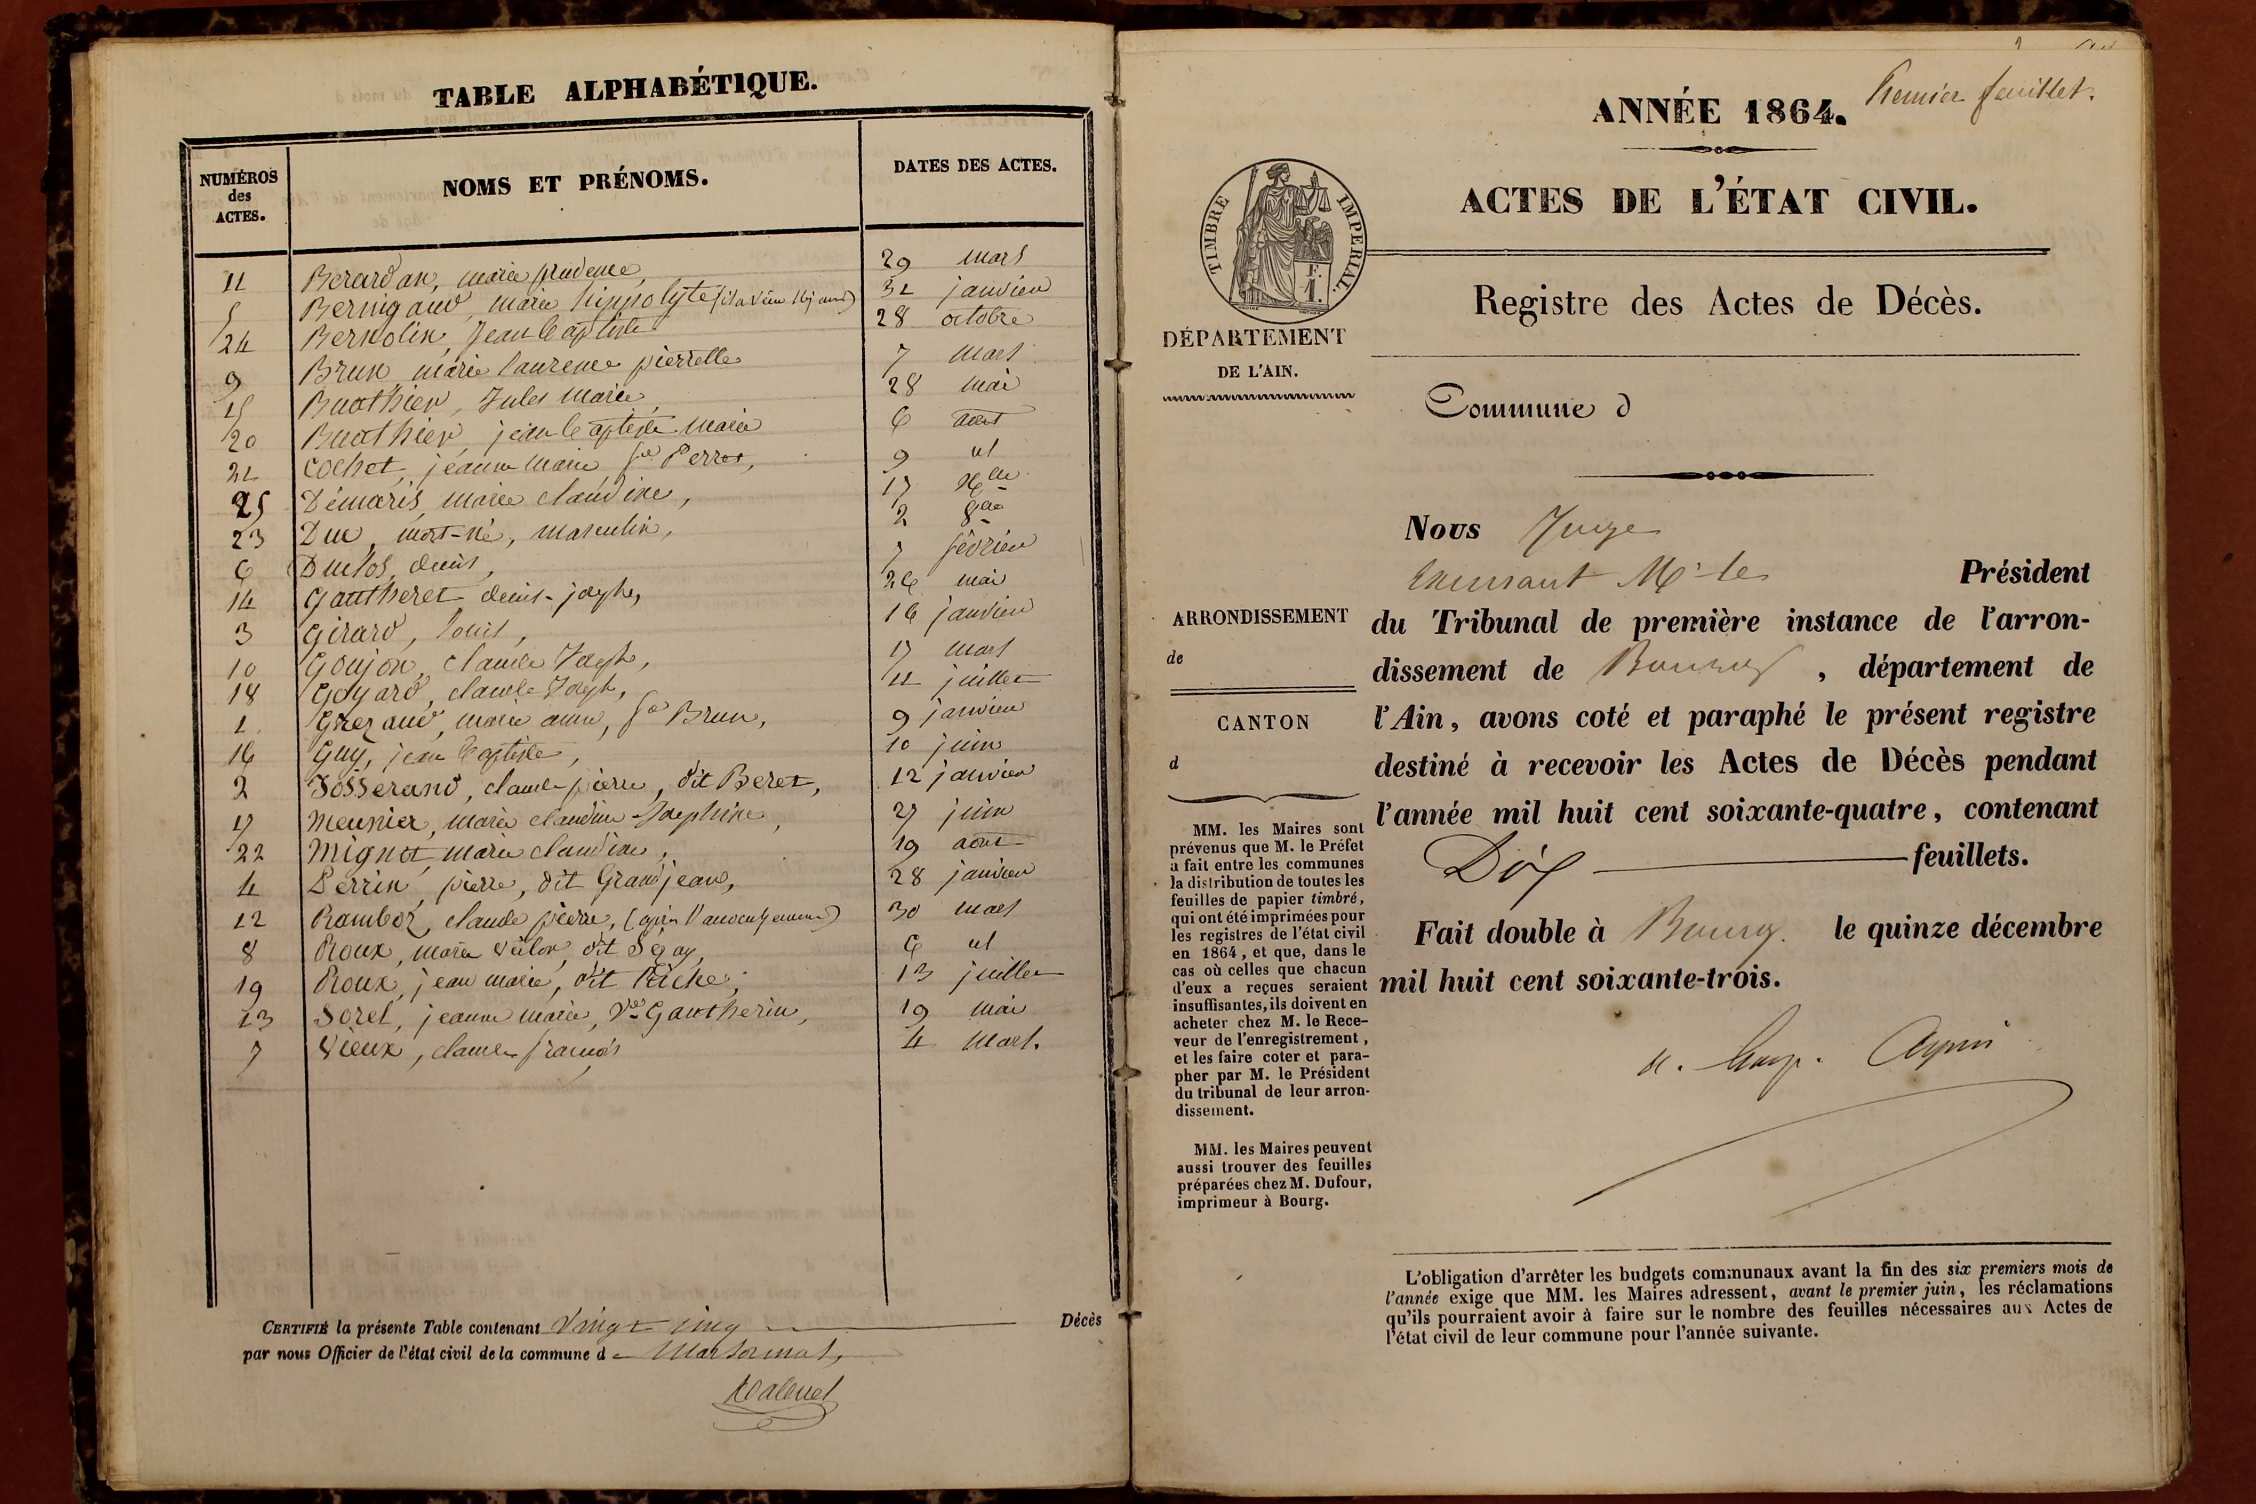 TABLE ALPHABÉTIQUE.
NUMÉROS des ACTES. NOMS ET PRÉNOMS. DATES DES ACTES.
11 Berardan, marie prudence, 29 mars
5 Bernigaud, marie hippolyte 31 janvier
24 Bernolin, Jean baptiste 28 octobre
9 Brun marie laurence pierrette 7 mars
15 Buathier, Jules Marie 28 mai
20 Buathier, jean baptiste marie 6 aout
21 Cochet, jeanne marie, fe Perret, 9 id
25 Démaris, marie claudine, 17 Xbre
23 Duc, mort-né, masculin, 2 8bre
6 Duclos, denis, 7 février
14 Gautheret denis-joseph, 26 mai
3 Girard, Louis, 16 janvier
10 Goujon, Claude Joseph, 17 mars
18 Goyard, claude Joseph, 11 juillet
1 Grezaud, marie anne, fe Brun, 9 janvier
16 Guy, jean baptiste, 10 juin
2 Josserand, claude pierre, dit Beret, 12 janvier
17 Meunier, marie claudine Josephine, 27 juin
22 Mignot, marie claudine, 19 aout
4 Perrin, pierre, dit Grandjean, 28 janvier
12 Ramboz, claude pierre, 30 mars
8 Roux, marie victor, dit Segay, 6 id
19 Roux, jean marie, dit Riche, 13 juillet
13 Sorel, jeanne marie, Ve Gautherin, 19 mai
7 Vieux, claude françois 4 mars.
CERTIFIÉ la présente Table contenant Vingt cinq Décès
par nous Officier de l'état civil de la commune de Marsonnas,
Premier feuillet.
ANNÉE 1864.
TIMBRE IMPERIAL.
F.
1.
ACTES DE L'ÉTAT CIVIL.
Registre des Actes de Décès.
DÉPARTEMENT
DE L'AIN.
Commune d
Nous Juge
Exerçant Mr le Président
du Tribunal de première instance de l'arron-
dissement de Bourg, département de
l'Ain, avons coté et paraphé le présent registre
destiné à recevoir les Actes de Décès pendant
l'année mil huit cent soixante-quatre, contenant
Dix feuillets.
Fait double à Bourg. le quinze décembre
mil huit cent soixante-trois.
ARRONDISSEMENT
de
CANTON
d
MM. les Maires sont
prévenus que M. le Préfet
a fait entre les communes
la distribution de toutes les
feuilles de papier timbré,
qui ont été imprimées pour
les registres de l'état civil
en 1864, et que, dans le
cas où celles que chacun
d'eux a reçues seraient
insuffisantes, ils doivent en
acheter chez M. le Rece-
veur de l'enregistrement,
et les faire coter et para-
pher par M. le Président
du tribunal de leur arron-
dissement.
MM. les Maires peuvent
aussi trouver des feuilles
préparées chez M. Dufour,
imprimeur à Bourg.
L'obligation d'arrêter les budgets communaux avant la fin des six premiers mois de
l'année exige que MM. les Maires adressent, avant le premier juin, les réclamations
qu'ils pourraient avoir à faire sur le nombre des feuilles nécessaires aux Actes de
l'état civil de leur commune pour l'année suivante.